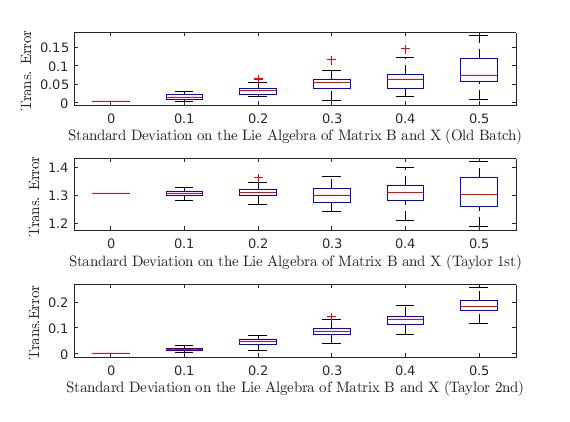 Trans. Error
0.15
0.1
0.05
0
0 0.1 0.2 0.3 0.4 0.5
Standard Deviation on the Lie Algebra of Matrix B and X (Old Batch)
Trans. Error
1.4
1.3
1.2
0 0.1 0.2 0.3 0.4 0.5
Standard Deviation on the Lie Algebra of Matrix B and X (Taylor 1st)
Trans.Error
0.2
0.1
0
0 0.1 0.2 0.3 0.4 0.5
Standard Deviation on the Lie Algebra of Matrix B and X (Taylor 2nd)